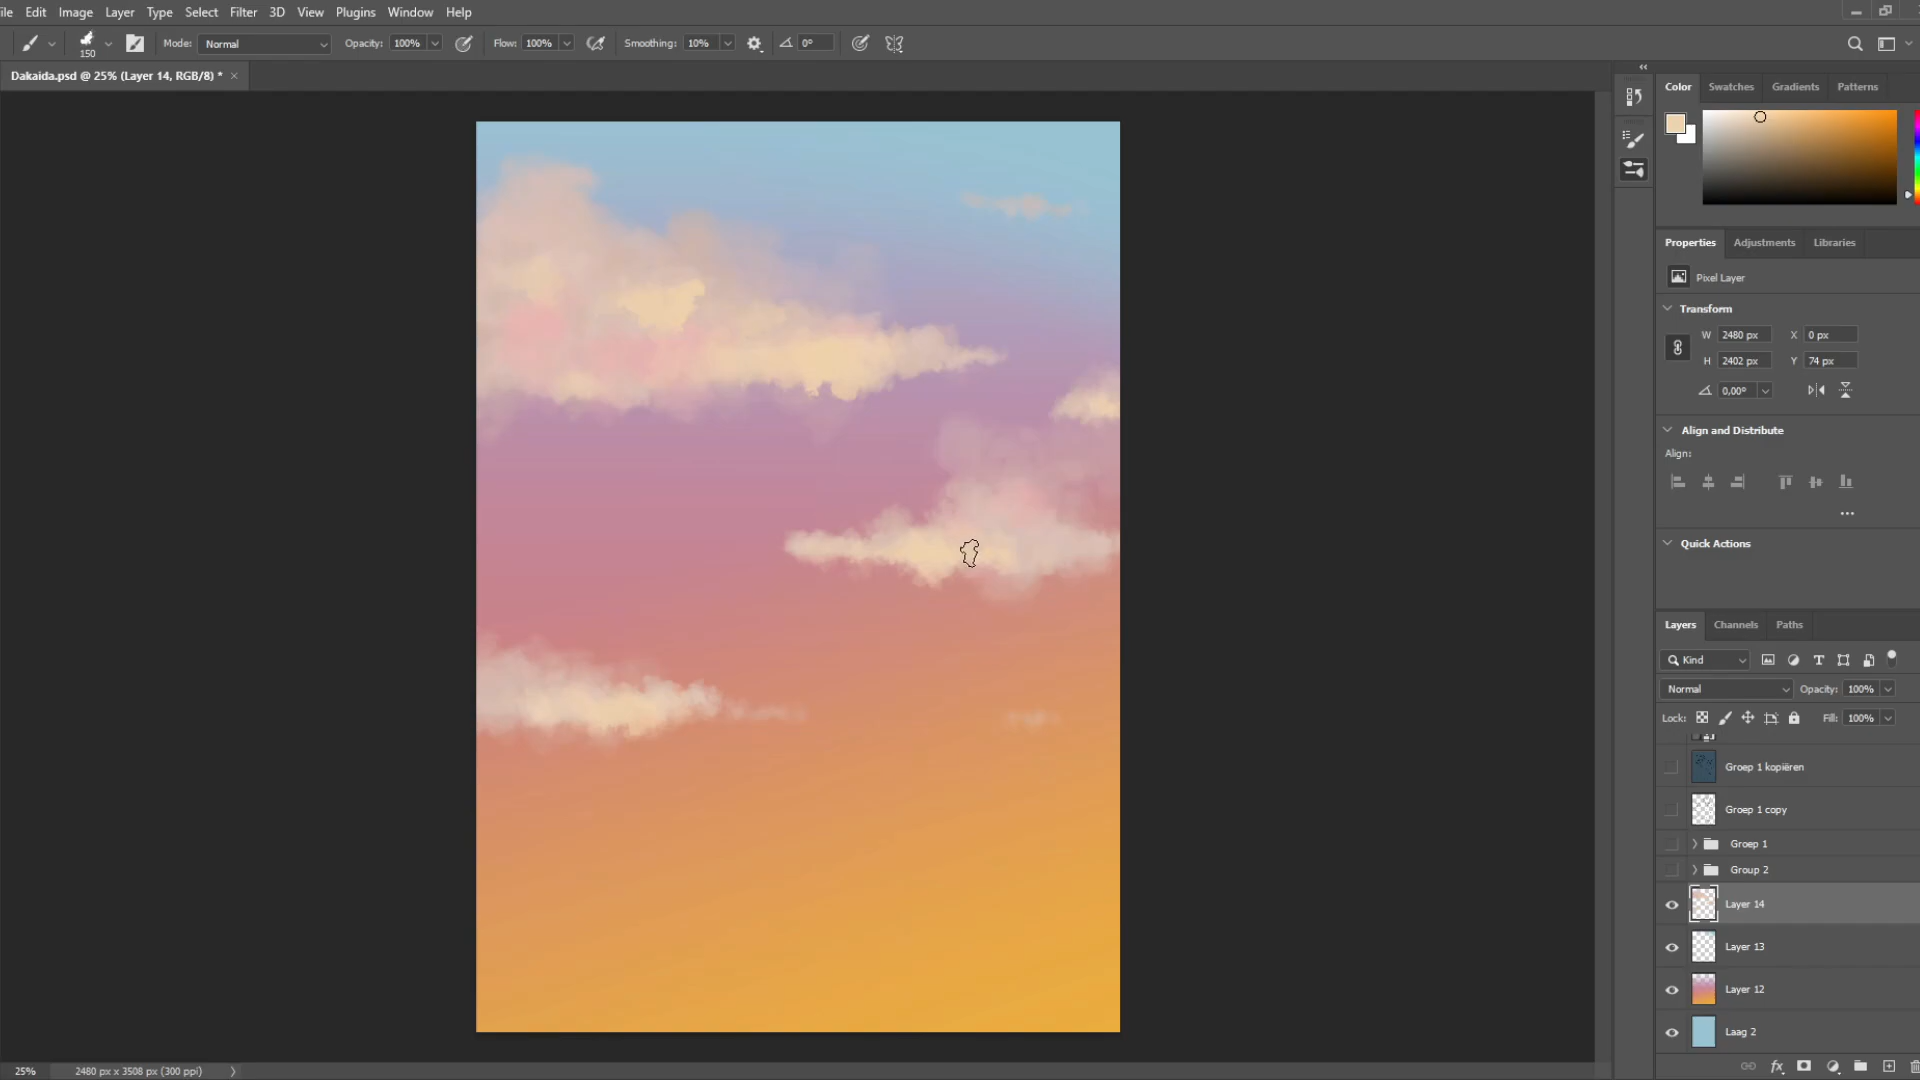 ile Edit Image Layer Type Select Filter 3D View Plugins Window Help
150 Mode: Normal Opacity: 100% Flow: 100% Smoothing: 10% 0°
Dakaida.psd @ 25% (Layer 14, RGB/8) * ×
Color Swatches Gradients Patterns
Properties Adjustments Libraries
Pixel Layer
Transform
W 2480 px X 0 px
H 2402 px Y 74 px
0,00°
Align and Distribute
Align:
Quick Actions
Layers Channels Paths
Kind
Normal Opacity: 100%
Lock: Fill: 100%
Groep 1 kopiëren
Groep 1 copy
Groep 1
Group 2
Layer 14
Layer 13
Layer 12
Laag 2
25% 2480 px x 3508 px (300 ppi)